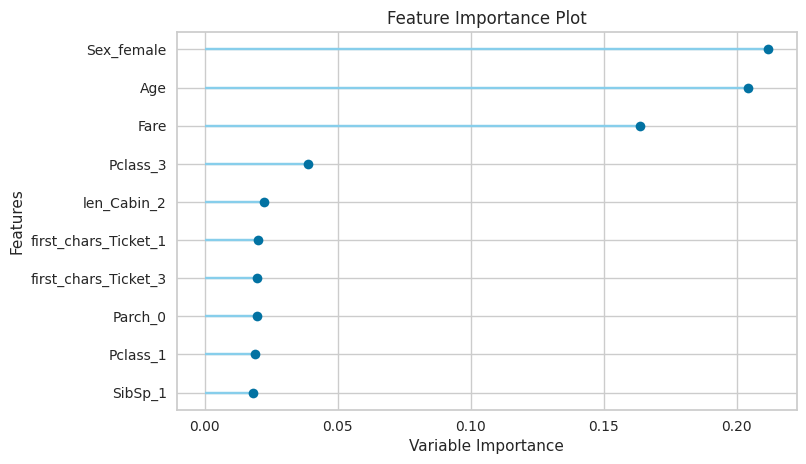 Feature Importance Plot
Features
Sex_female
Age
Fare
Pclass_3
len_Cabin_2
first_chars_Ticket_1
first_chars_Ticket_3
Parch_0
Pclass_1
SibSp_1
0.00 0.05 0.10 0.15 0.20
Variable Importance